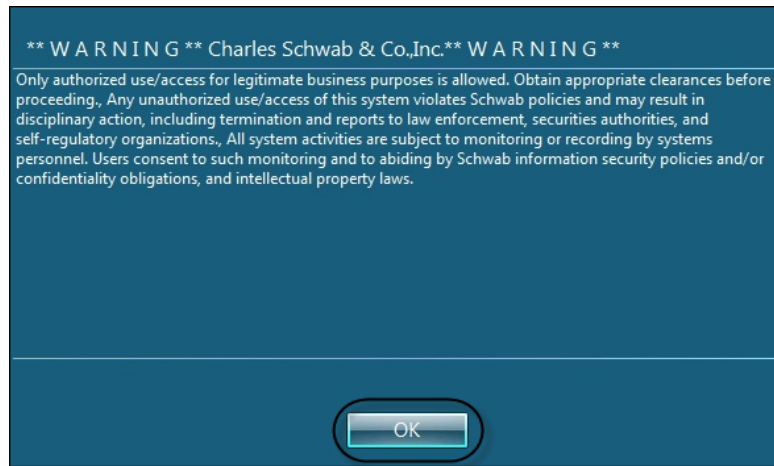 ** W A R N I N G ** Charles Schwab & Co.,Inc.** W A R N I N G **
Only authorized use/access for legitimate business purposes is allowed. Obtain appropriate clearances before
proceeding., Any unauthorized use/access of this system violates Schwab policies and may result in
disciplinary action, including termination and reports to law enforcement, securities authorities, and
self-regulatory organizations., All system activities are subject to monitoring or recording by systems
personnel. Users consent to such monitoring and to abiding by Schwab information security policies and/or
confidentiality obligations, and intellectual property laws.
OK